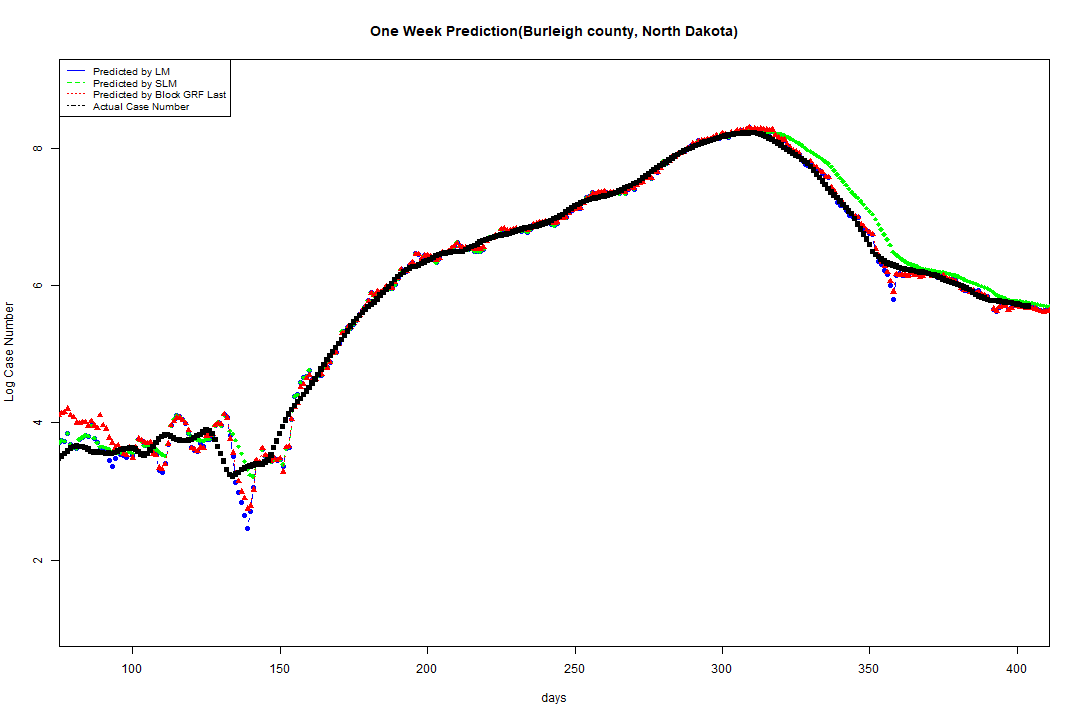 One Week Prediction(Burleigh county, North Dakota)
Predicted by LM
Predicted by SLM
Predicted by Block GRF Last
Actual Case Number
8
6
4
2
Log Case Number
100 150 200 250 300 350 400
days